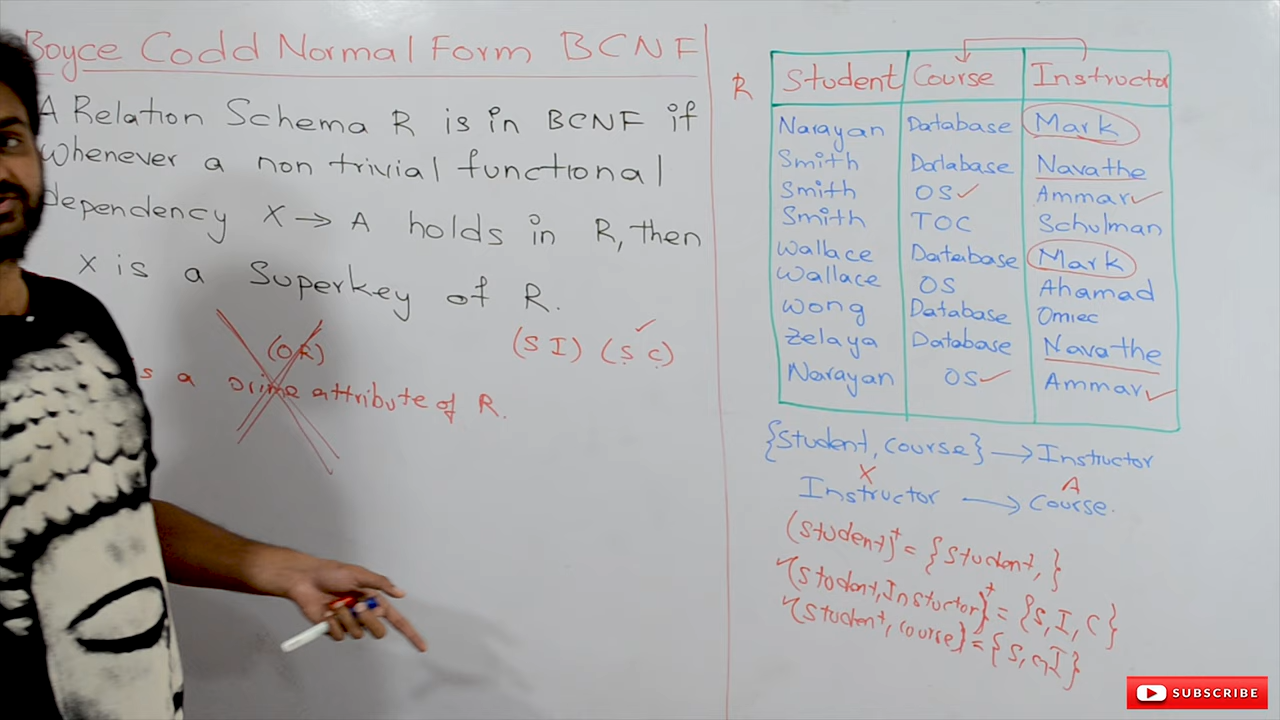 Boyce Codd Normal Form BCNF
A Relation Schema R is in BCNF if
whenever a non trivial functional
dependency X → A holds in R, then
X is a Superkey of R.
(OR)
is a prime attribute of R.
(S I) (S C) ✓
R
Student Course Instructor
Narayan Database Mark
Smith Database Navathe
Smith OS ✓ Ammar ✓
Smith TOC Schulman
Wallace Database Mark
Wallace OS Ahamad
Wong Database Omiec
Zelaya Database Navathe
Narayan OS ✓ Ammar ✓
{Student, Course} → Instructor
X A
Instructor → Course.
(Student)+ = {Student, }
✓(Student, Instuctor}+ = {S, I, C}
✓(Student, Course} = {S, C, I}
SUBSCRIBE